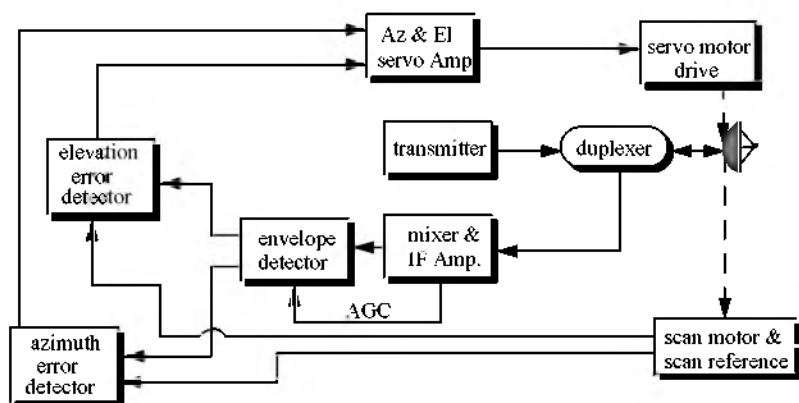 Az & El
servo Amp
servo motor
drive
elevation
error
detector
transmitter
duplexer
envelope
detector
mixer &
IF Amp.
AGC
azimuth
error
detector
scan motor &
scan reference